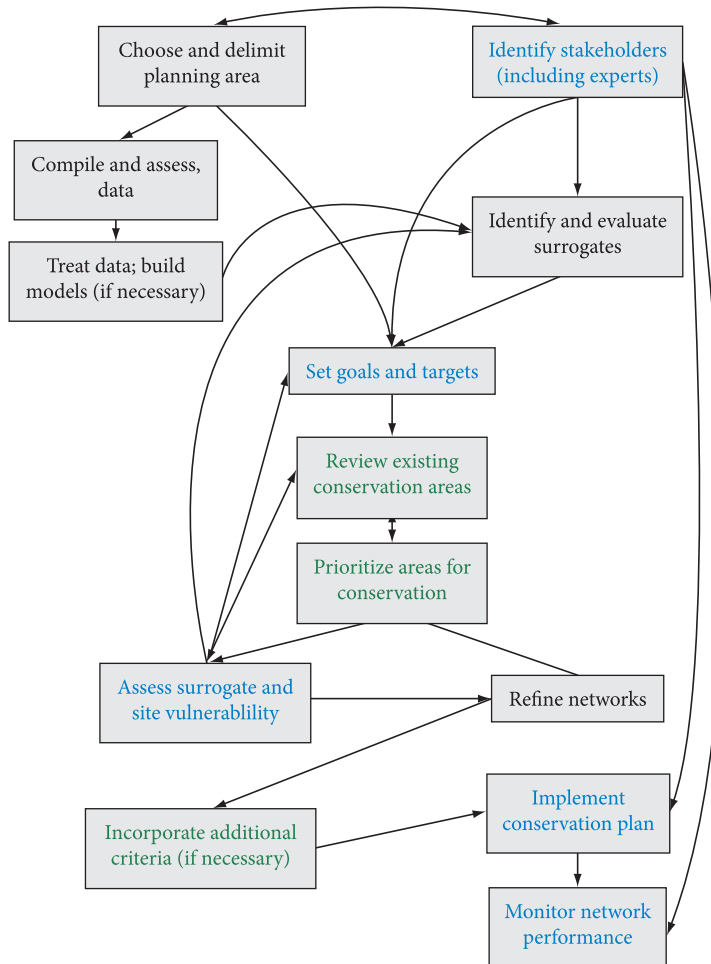 Choose and delimit
planning area
Identify stakeholders
(including experts)
Compile and assess,
data
Identify and evaluate
surrogates
Treat data; build
models (if necessary)
Set goals and targets
Review existing
conservation areas
Prioritize areas for
conservation
Assess surrogate and
site vulnerablility
Refine networks
Implement
conservation plan
Incorporate additional
criteria (if necessary)
Monitor network
performance